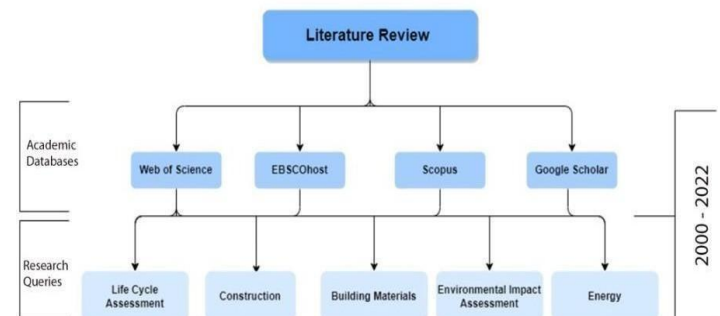 Literature Review
Academic
Databases
Web of Science
EBSCOhost
Scopus
Google Scholar
2000 - 2022
Research
Queries
Life Cycle
Assessment
Construction
Building Materials
Environmental Impact
Assessment
Energy